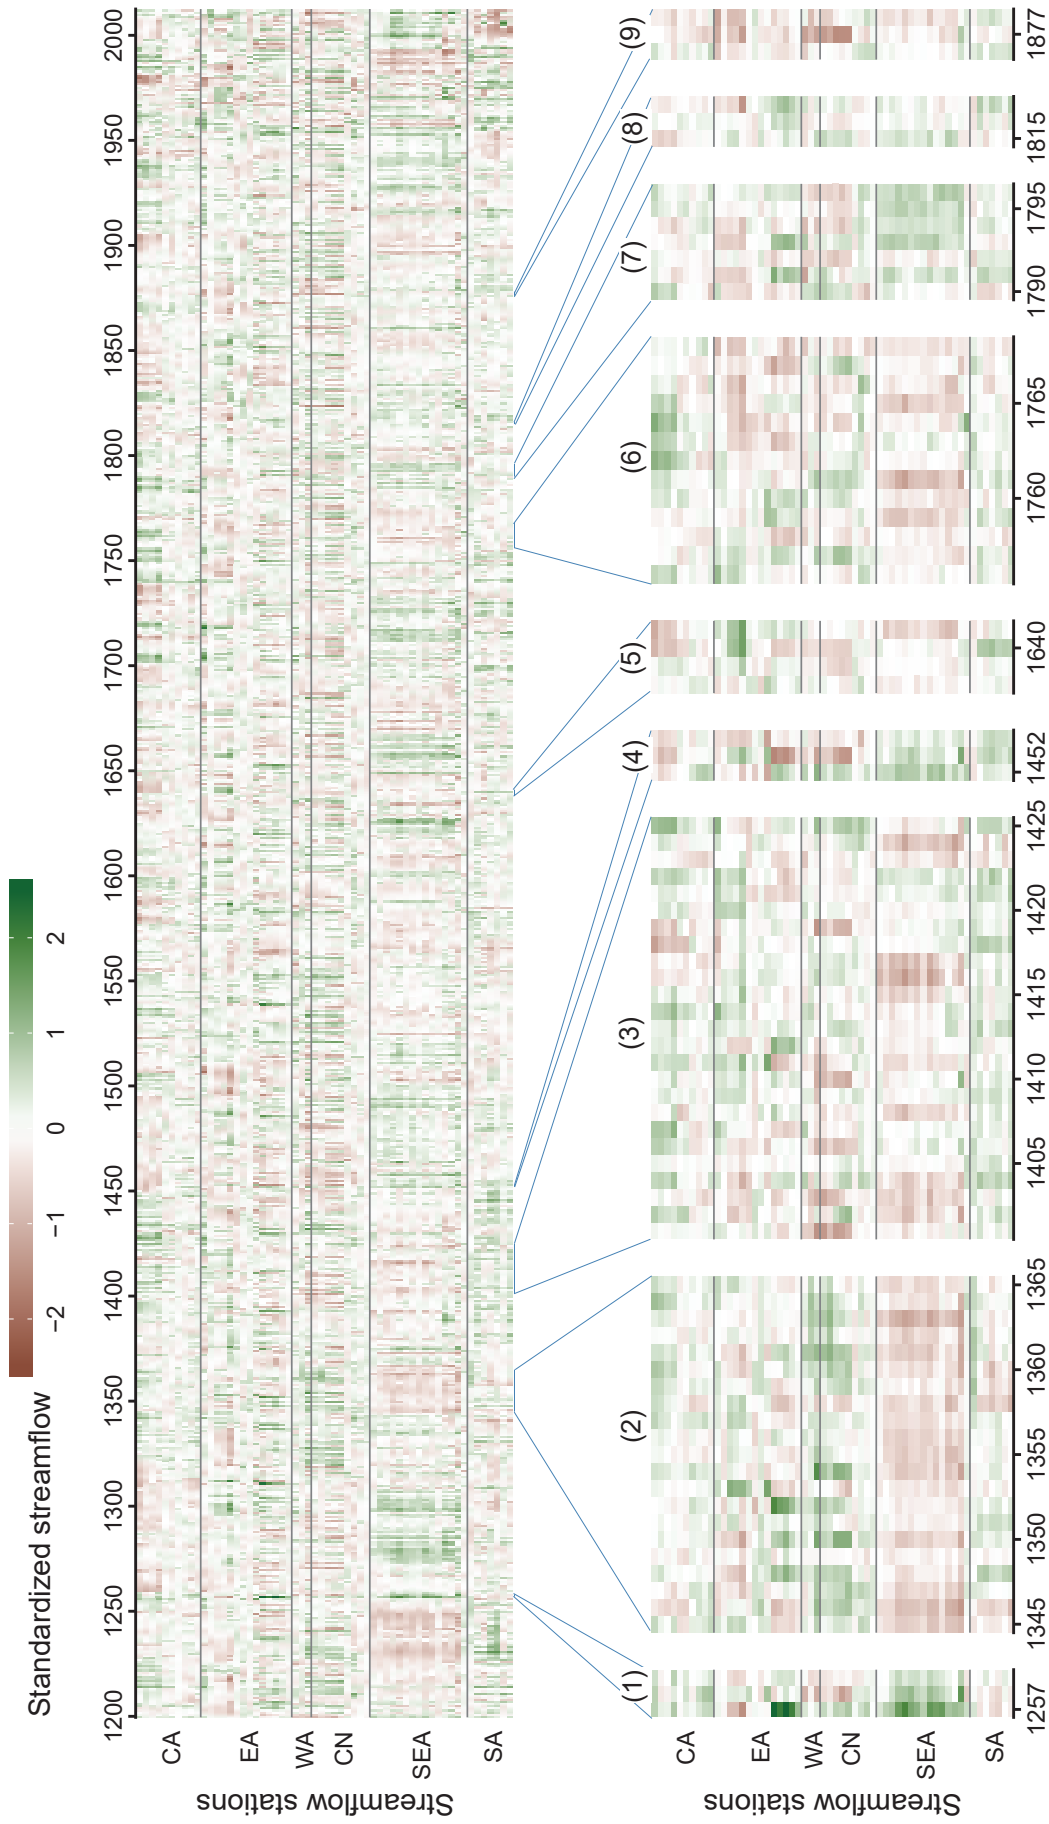 Standardized streamflow
−2 −1 0 1 2
1200 1250 1300 1350 1400 1450 1500 1550 1600 1650 1700 1750 1800 1850 1900 1950 2000
Streamflow stations
CA
EA
WA
CN
SEA
SA
(1) (2) (3) (4) (5) (6) (7) (8) (9)
Streamflow stations
CA
EA
WA
CN
SEA
SA
1257 1345 1350 1355 1360 1365 1405 1410 1415 1420 1425 1452 1640 1760 1765 1790 1795 1815 1877